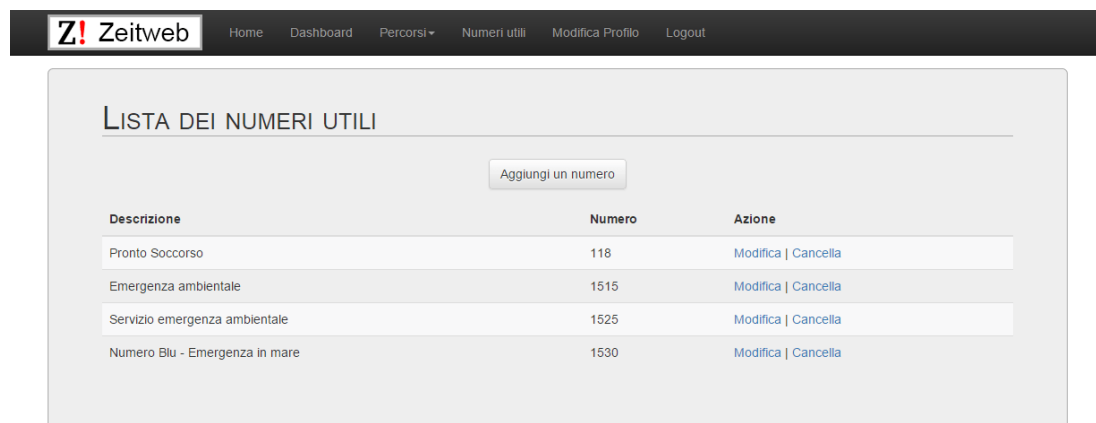 Z! Zeitweb Home Dashboard Percorsi Numeri utili Modifica Profilo Logout
Lista dei numeri utili
Aggiungi un numero
Descrizione Numero Azione
Pronto Soccorso 118 Modifica | Cancella
Emergenza ambientale 1515 Modifica | Cancella
Servizio emergenza ambientale 1525 Modifica | Cancella
Numero Blu - Emergenza in mare 1530 Modifica | Cancella